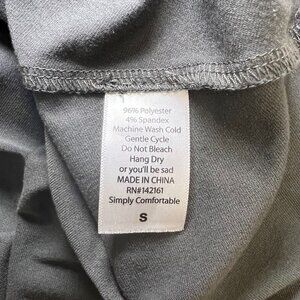 96% Polyester
4% Spandex
Machine Wash Cold
Gentle Cycle
Do Not Bleach
Hang Dry
or you'll be sad
MADE IN CHINA
RN#142161
Simply Comfortable
S